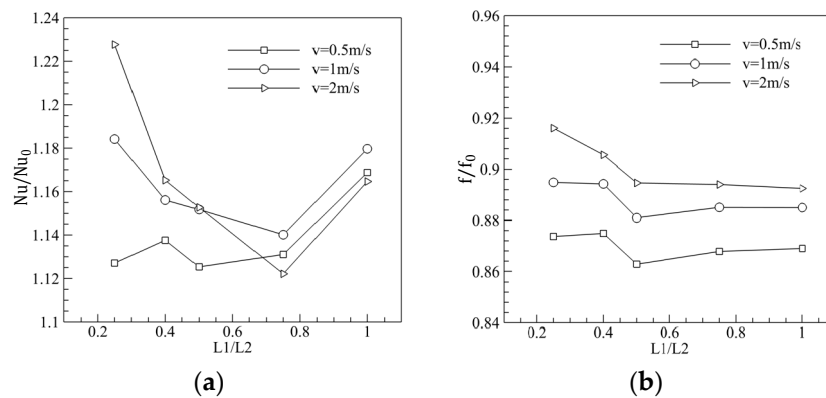 1.24
1.22
1.2
1.18
1.16
1.14
1.12
1.1
Nu/Nu₀
v=0.5m/s
v=1m/s
v=2m/s
0.2 0.4 0.6 0.8 1
L1/L2
(a)
0.96
0.94
0.92
0.9
0.88
0.86
0.84
f/f₀
v=0.5m/s
v=1m/s
v=2m/s
0.2 0.4 0.6 0.8 1
L1/L2
(b)